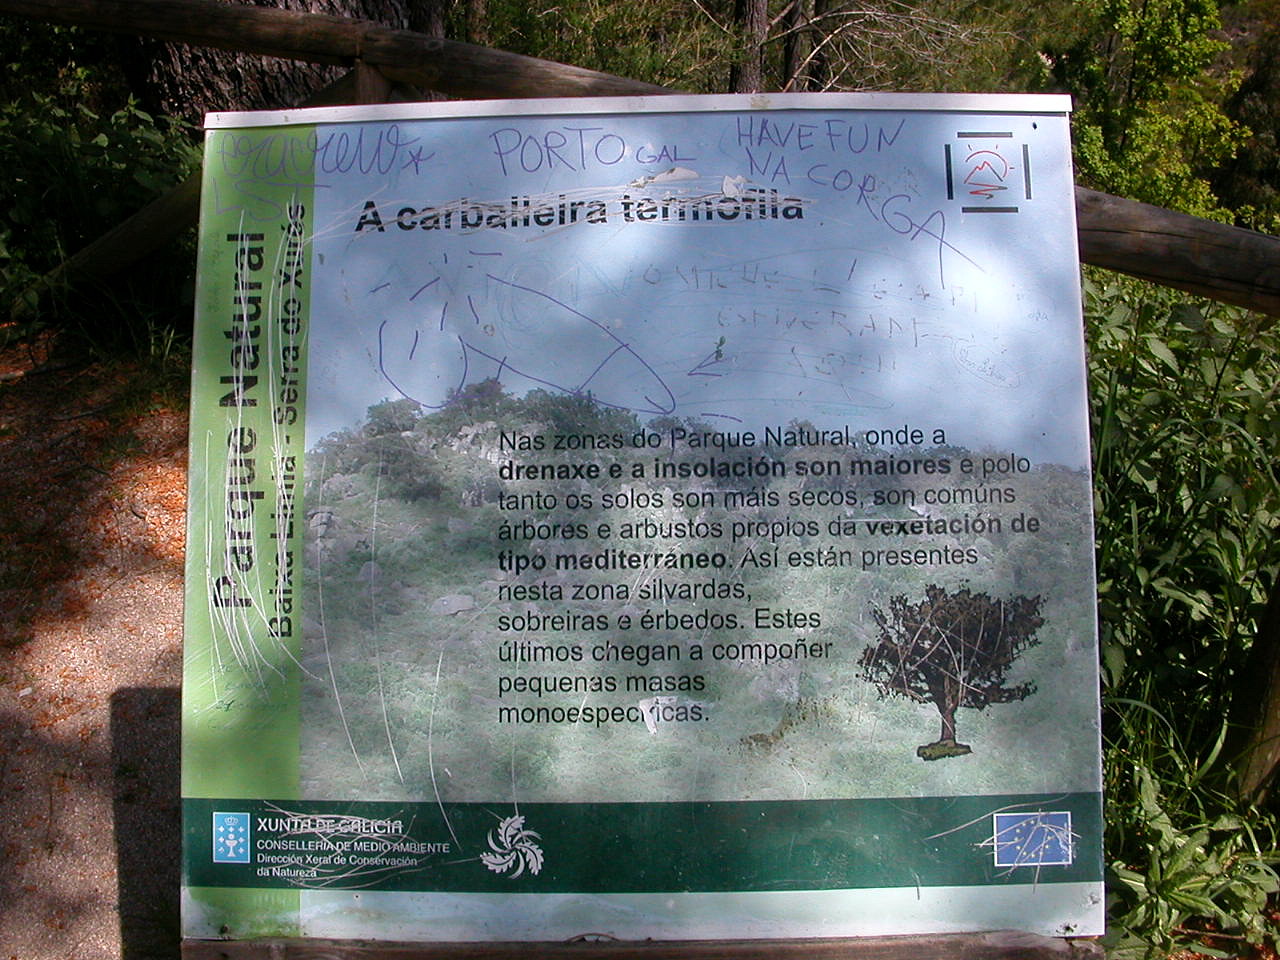 PORTOGAL
HAVE FUN
NA CORGA
A carballeira termófila
Parque Natural
Baixa Limia - Serra do Xurés
Nas zonas do Parque Natural, onde a
drenaxe e a insolación son maiores e polo
tanto os solos son máis secos, son comúns
árbores e arbustos propios da vexetación de
tipo mediterráneo. Así están presentes
nesta zona silvardas,
sobreiras e érbedos. Estes
últimos chegan a compoñer
pequenas masas
monoespecíficas.
XUNTA DE GALICIA
CONSELLERÍA DE MEDIO AMBIENTE
Dirección Xeral de Conservación
da Natureza